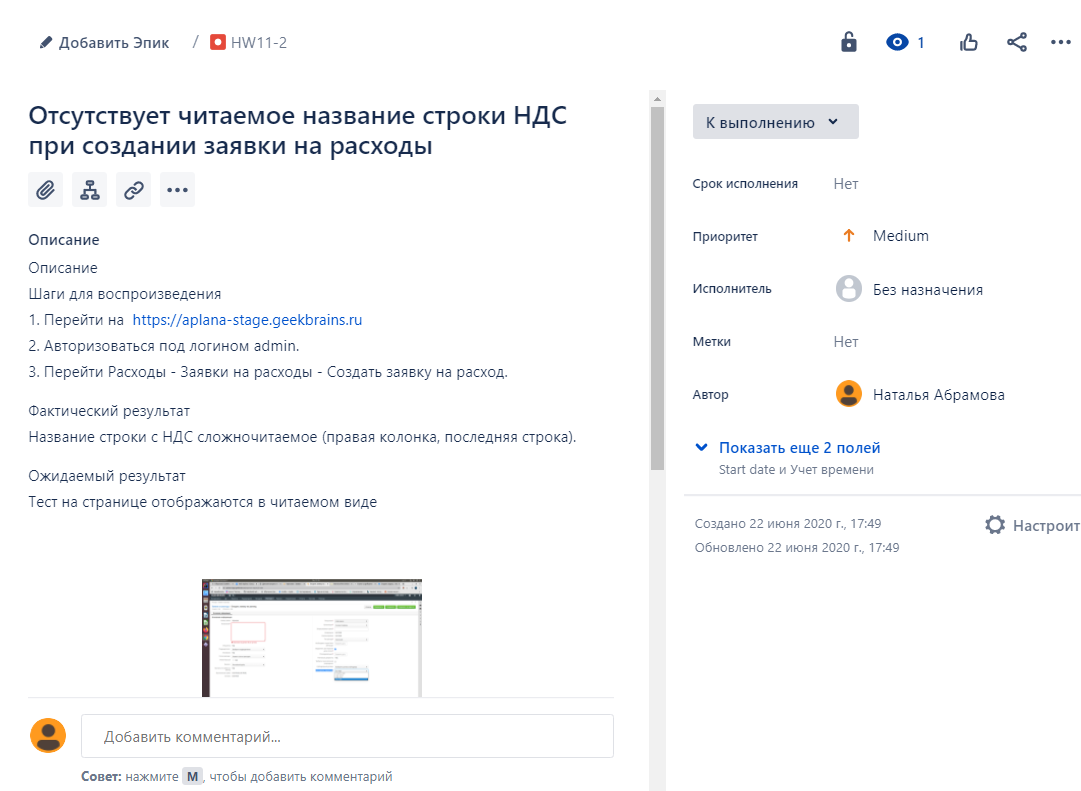 Добавить Эпик / HW11-2
1
Отсутствует читаемое название строки НДС
при создании заявки на расходы
Описание
Описание
Шаги для воспроизведения
1. Перейти на https://aplana-stage.geekbrains.ru
2. Авторизоваться под логином admin.
3. Перейти Расходы - Заявки на расходы - Создать заявку на расход.
Фактический результат
Название строки с НДС сложночитаемое (правая колонка, последняя строка).
Ожидаемый результат
Тест на странице отображаются в читаемом виде
Добавить комментарий...
Совет: нажмите M, чтобы добавить комментарий
К выполнению
Срок исполнения Нет
Приоритет Medium
Исполнитель Без назначения
Метки Нет
Автор Наталья Абрамова
Показать еще 2 полей
Start date и Учет времени
Создано 22 июня 2020 г., 17:49
Настроит
Обновлено 22 июня 2020 г., 17:49